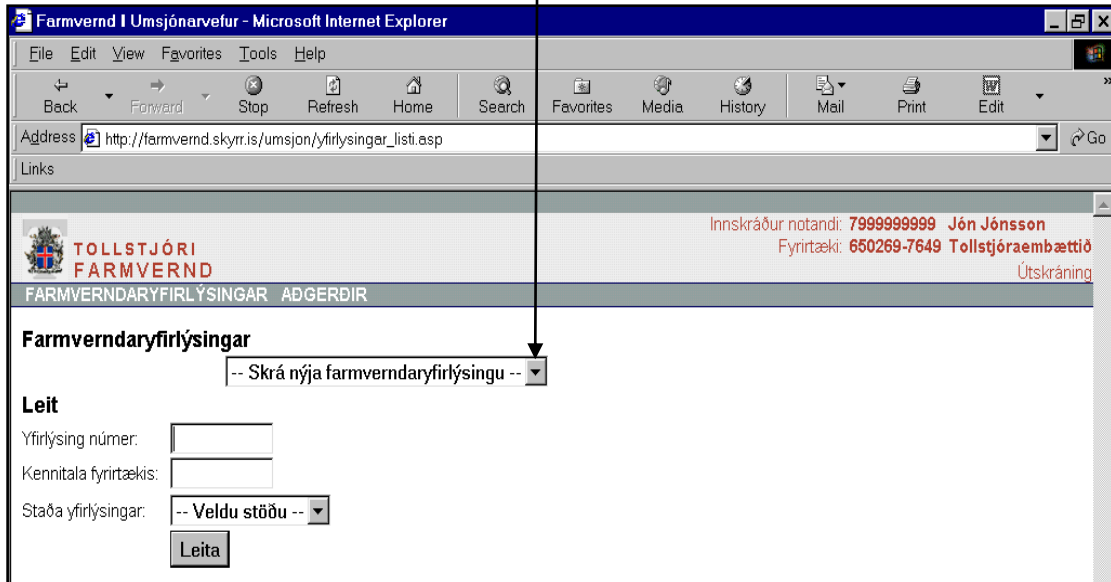 Farmvernd I Umsjónarvefur - Microsoft Internet Explorer
File Edit View Favorites Tools Help
Back Forward Stop Refresh Home Search Favorites Media History Mail Print Edit »
Address http://farmvernd.skyrr.is/umsjon/yfirlysingar_listi.asp Go
Links
Innskráður notandi: 7999999999 Jón Jónsson
TOLLSTJÓRI Fyrirtæki: 650269-7649 Tollstjóraembættið
FARMVERND Útskráning
FARMVERNDARYFIRLÝSINGAR AÐGERÐIR
Farmverndaryfirlýsingar
-- Skrá nýja farmverndaryfirlýsingu --
Leit
Yfirlýsing númer:
Kennitala fyrirtækis:
Staða yfirlýsingar: -- Veldu stöðu --
Leita